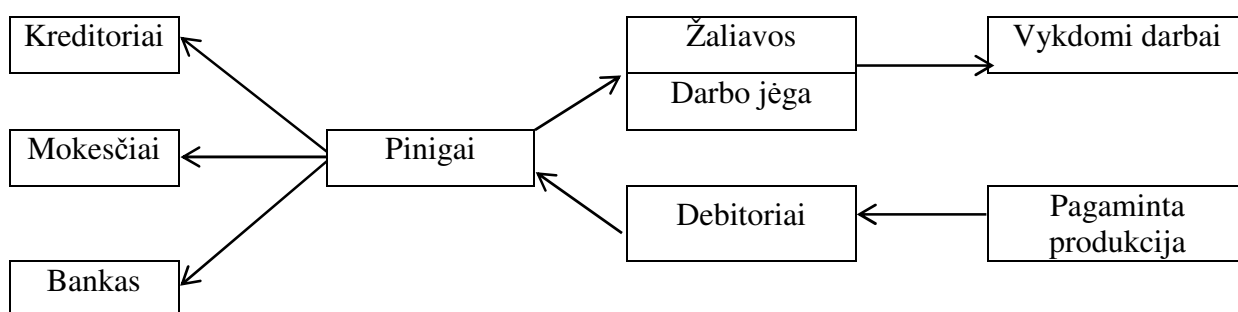 Kreditoriai
Žaliavos
Vykdomi darbai
Darbo jėga
Mokesčiai
Pinigai
Debitoriai
Pagaminta
produkcija
Bankas